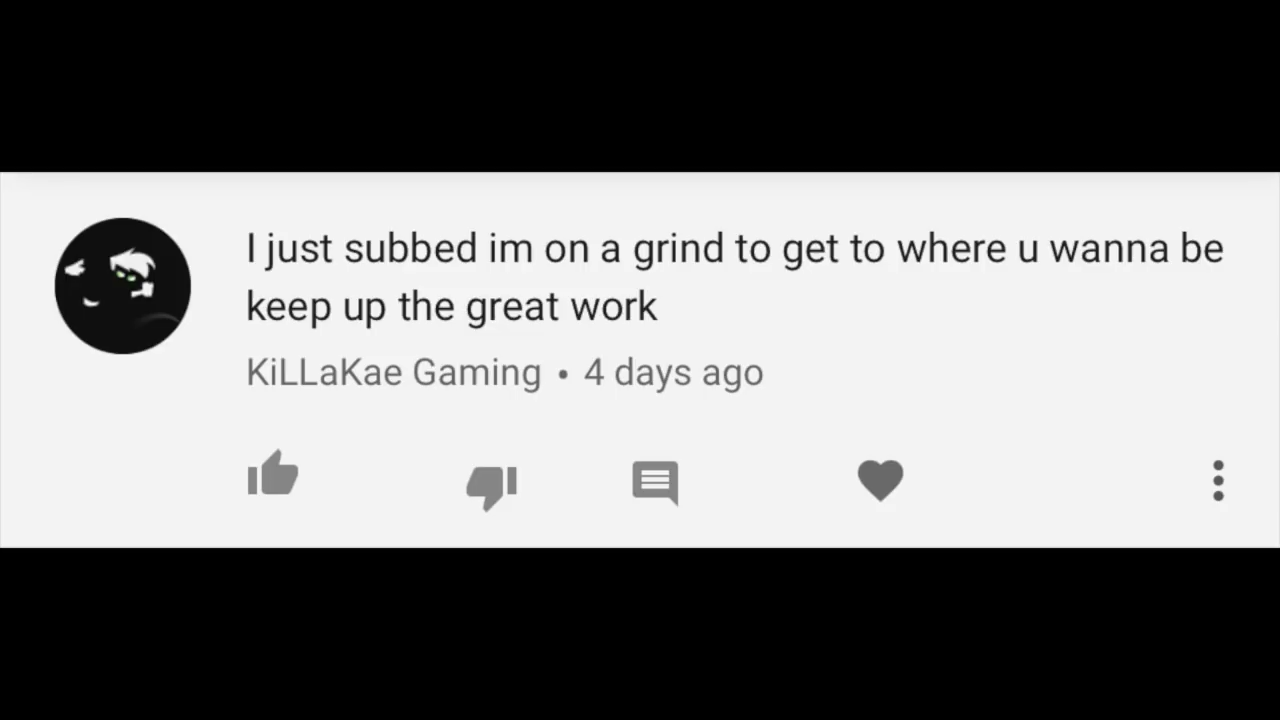 I just subbed im on a grind to get to where u wanna be
keep up the great work
KiLLaKae Gaming • 4 days ago